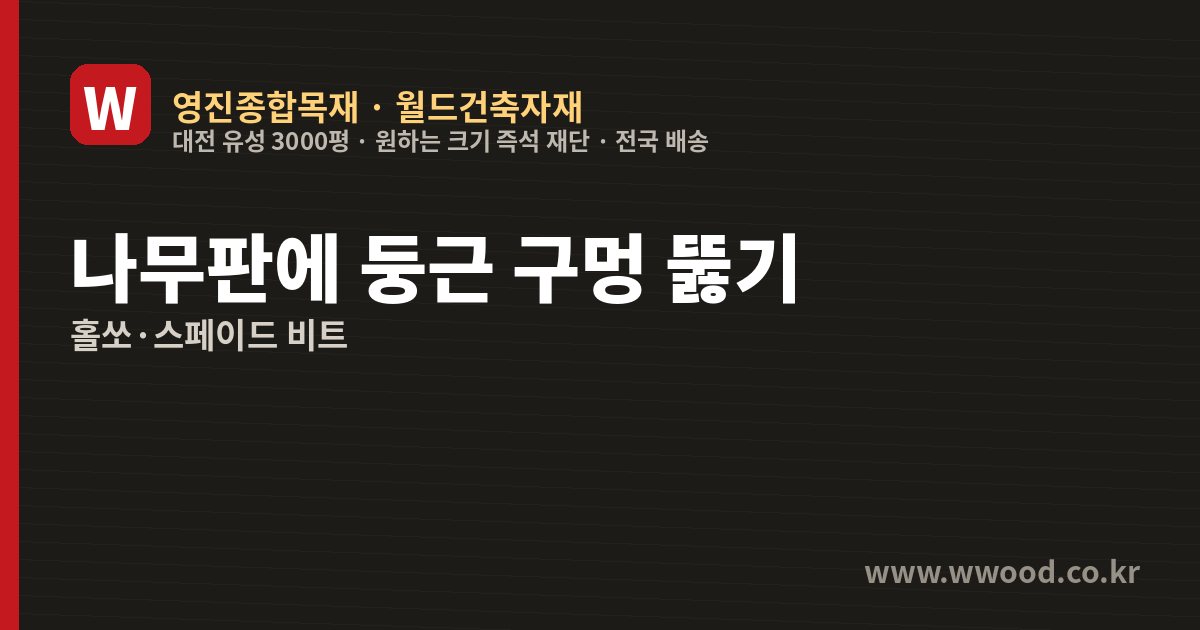 W
영진종합목재 · 월드건축자재
대전 유성 3000평 · 원하는 크기 즉석 재단 · 전국 배송
나무판에 둥근 구멍 뚫기
홀쏘·스페이드 비트
www.wwood.co.kr